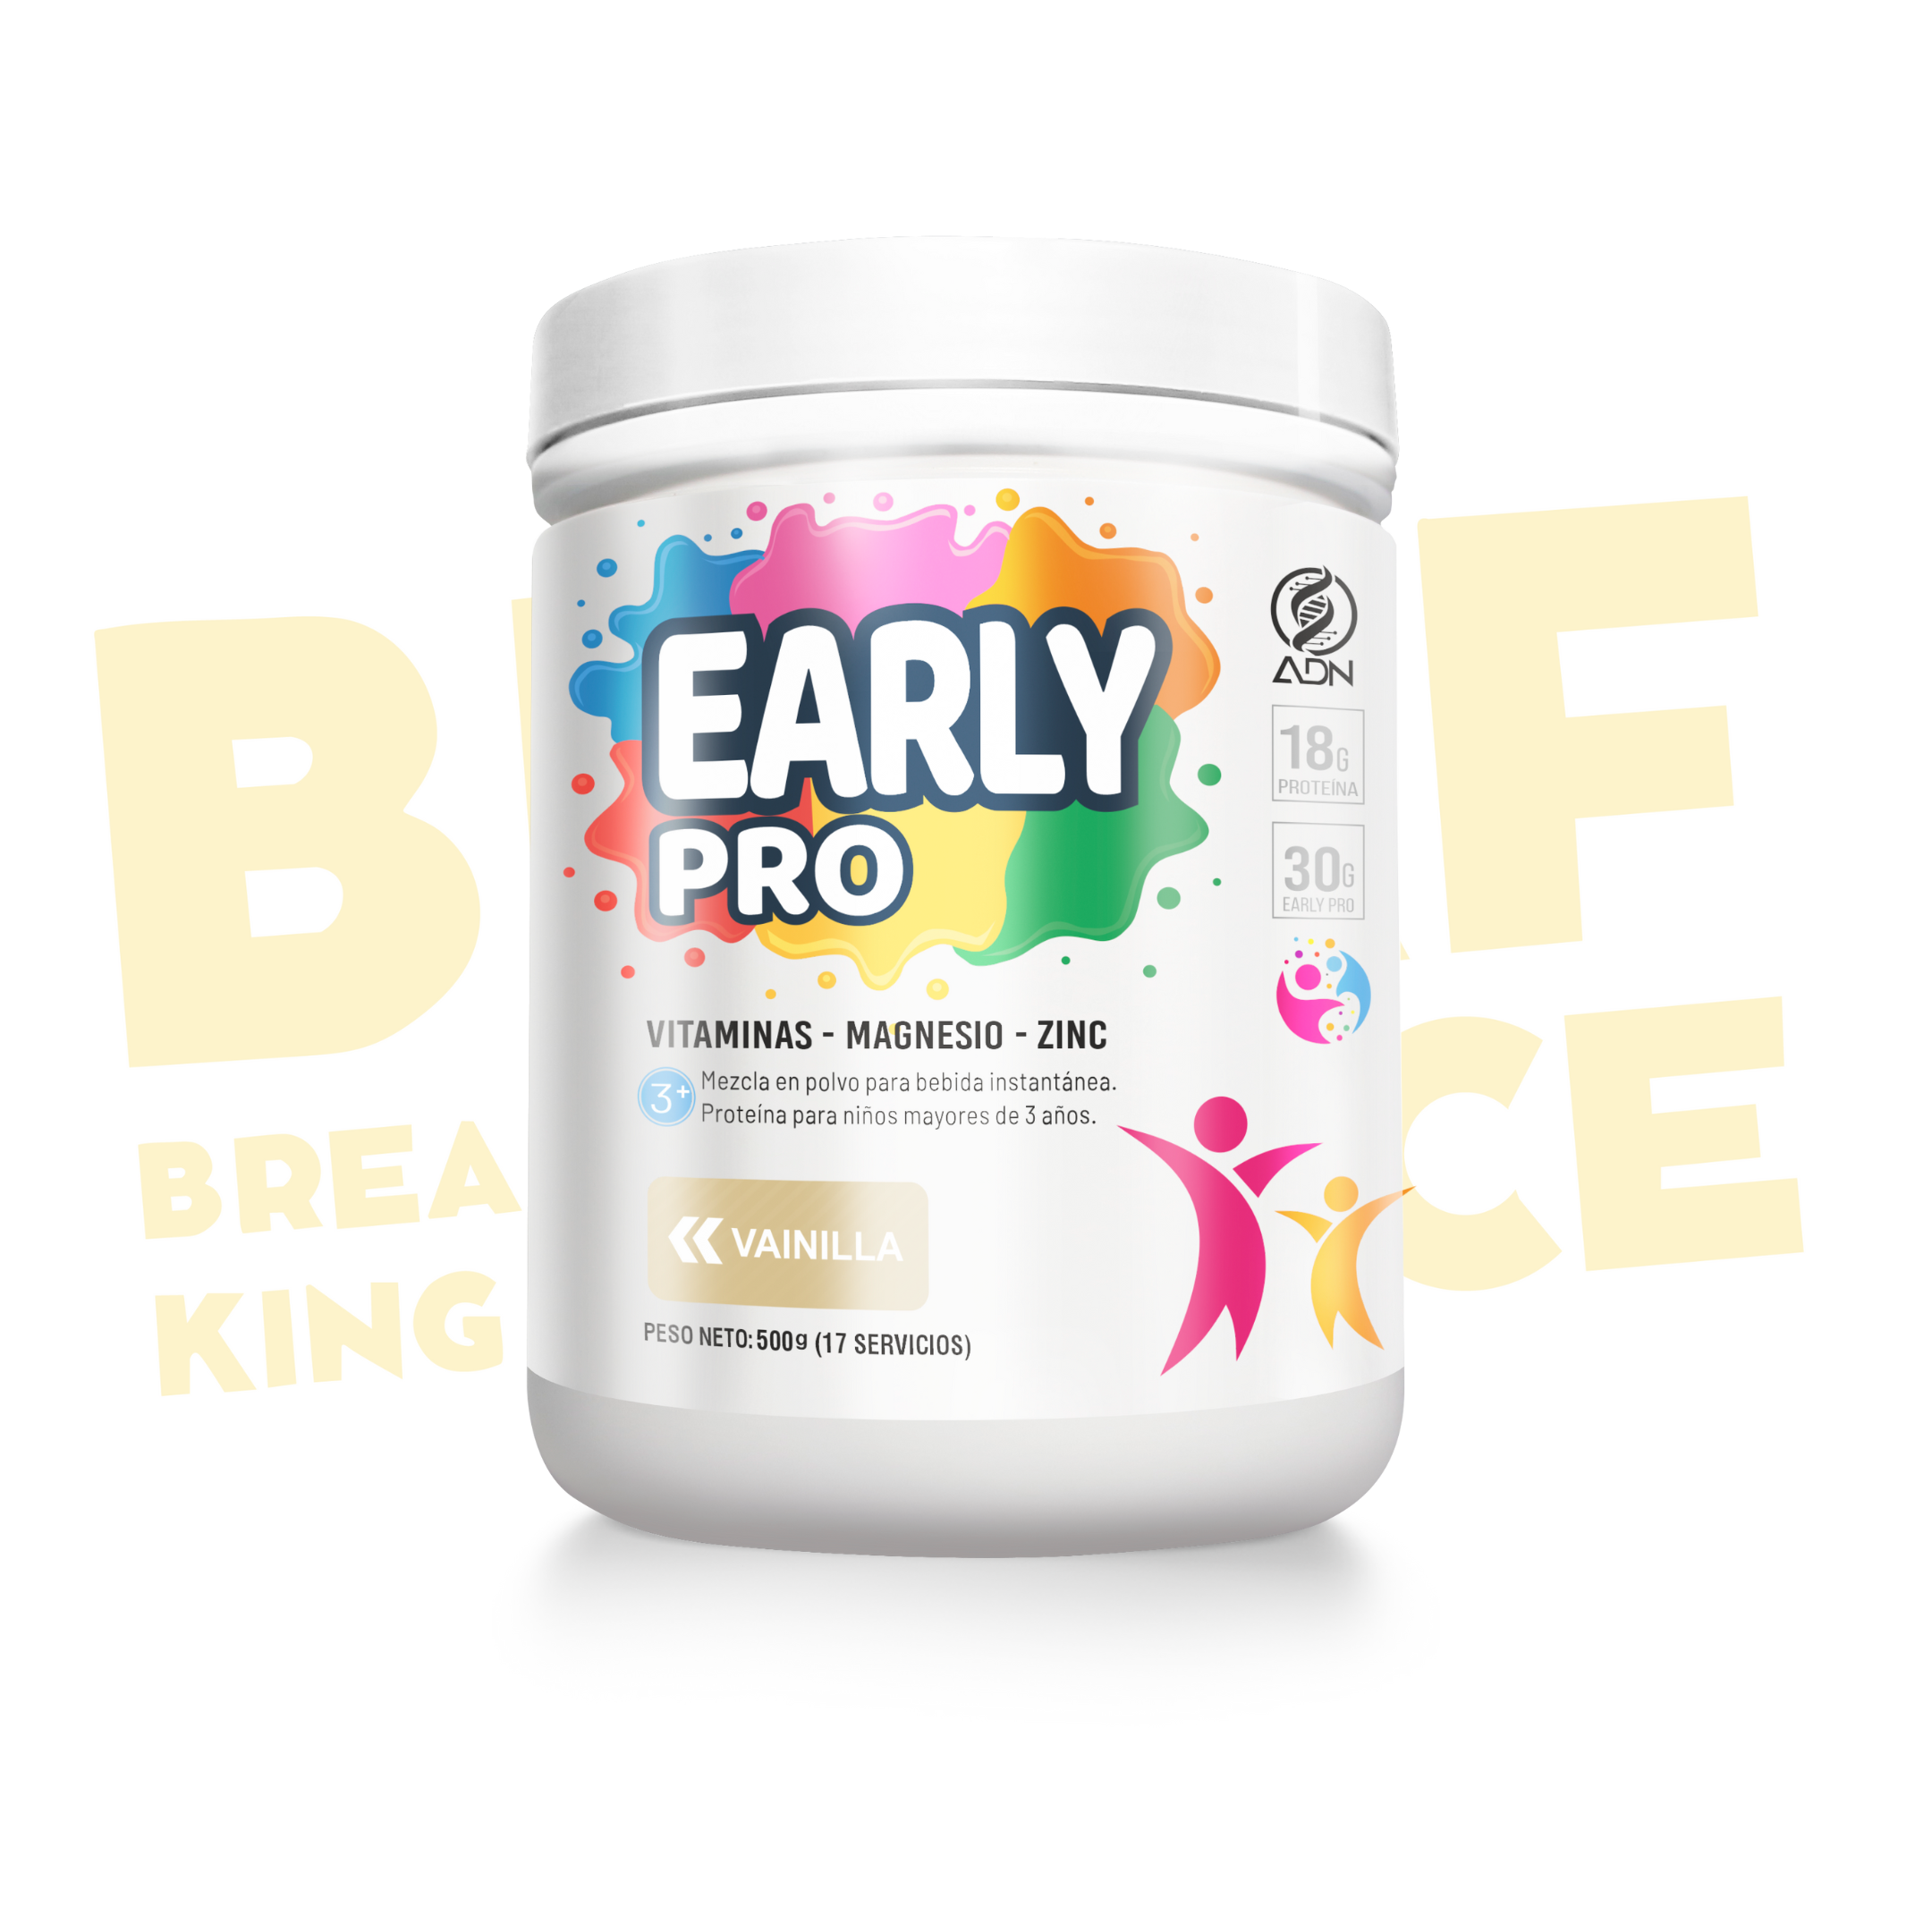 EARLY
PRO
ADN
18G
PROTEÍNA
30G
EARLY PRO
VITAMINAS - MAGNESIO - ZINC
3+
Mezcla en polvo para bebida instantánea.
Proteína para niños mayores de 3 años.
VAINILLA
PESO NETO: 500g (17 SERVICIOS)
KING